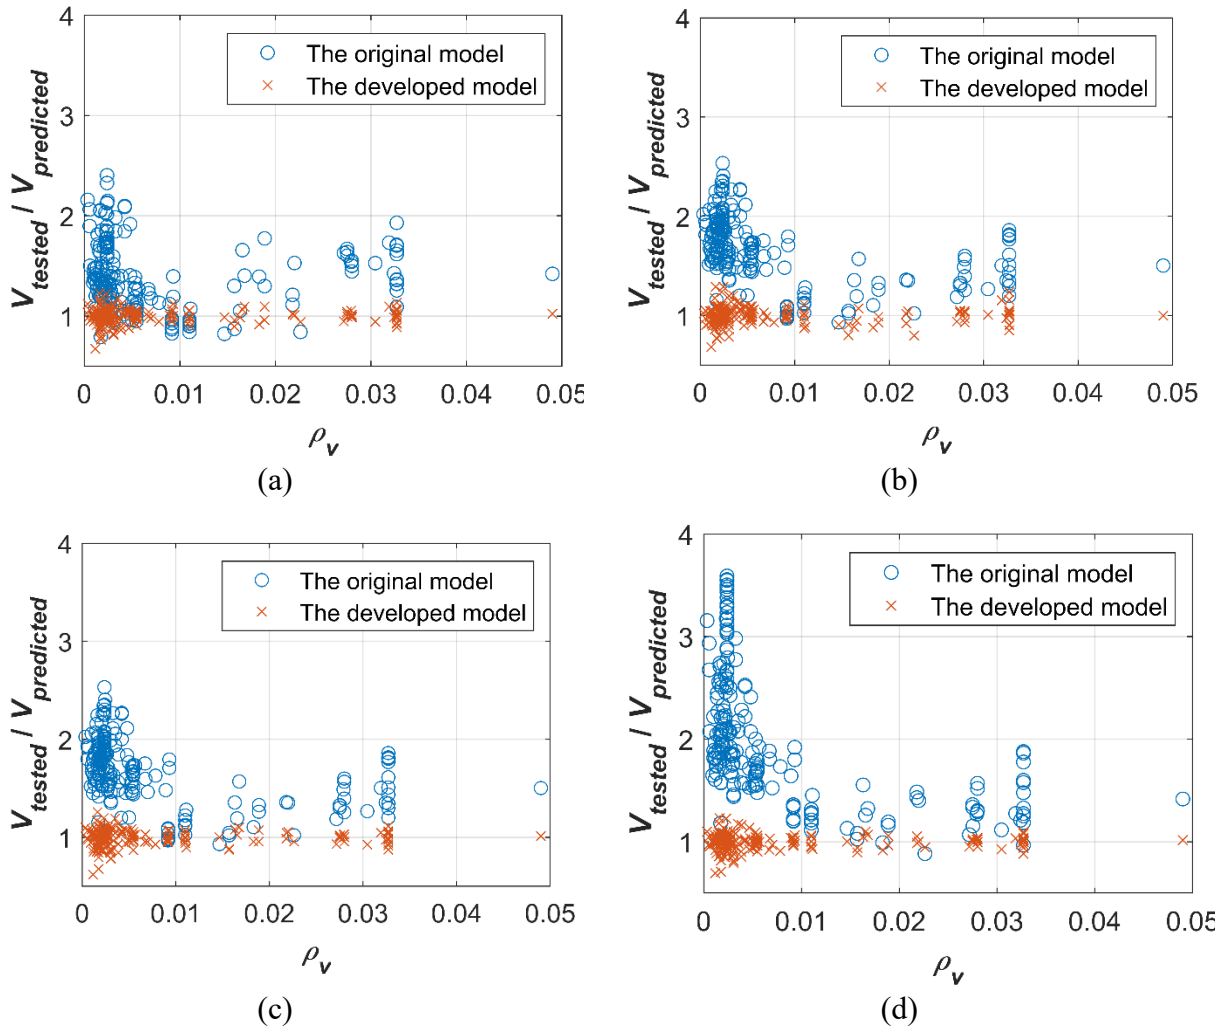 4
3
2
1
V_tested / V_predicted
The original model
The developed model
0 0.01 0.02 0.03 0.04 0.05
ρ_v
(a)
4
3
2
1
V_tested / V_predicted
The original model
The developed model
0 0.01 0.02 0.03 0.04 0.05
ρ_v
(b)
4
3
2
1
V_tested / V_predicted
The original model
The developed model
0 0.01 0.02 0.03 0.04 0.05
ρ_v
(c)
4
3
2
1
V_tested / V_predicted
The original model
The developed model
0 0.01 0.02 0.03 0.04 0.05
ρ_v
(d)